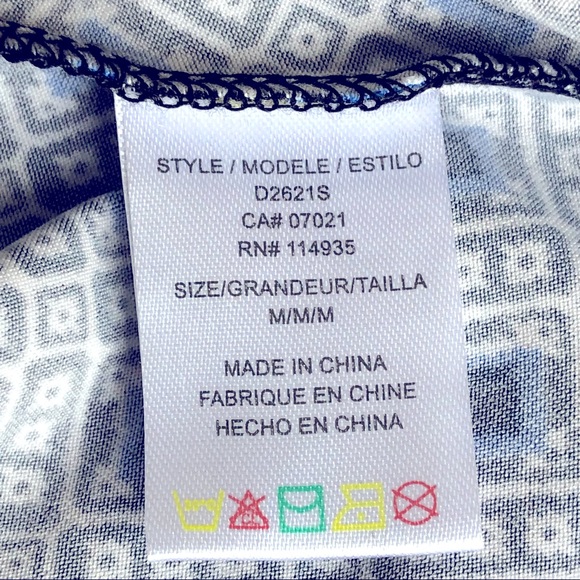 STYLE / MODELE / ESTILO
D2621S
CA# 07021
RN# 114935
SIZE/GRANDEUR/TAILLA
M/M/M
MADE IN CHINA
FABRIQUE EN CHINE
HECHO EN CHINA